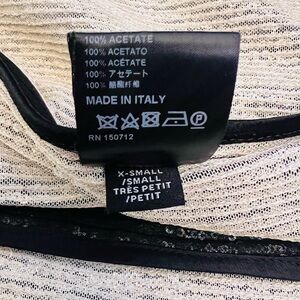 100% ACETATE
100% ACETATO
100% ACÉTATE
100% アセテート
100% 醋酸纤维
MADE IN ITALY
P
RN 150712
X-SMALL
/SMALL
TRÈS PETIT
/PETIT